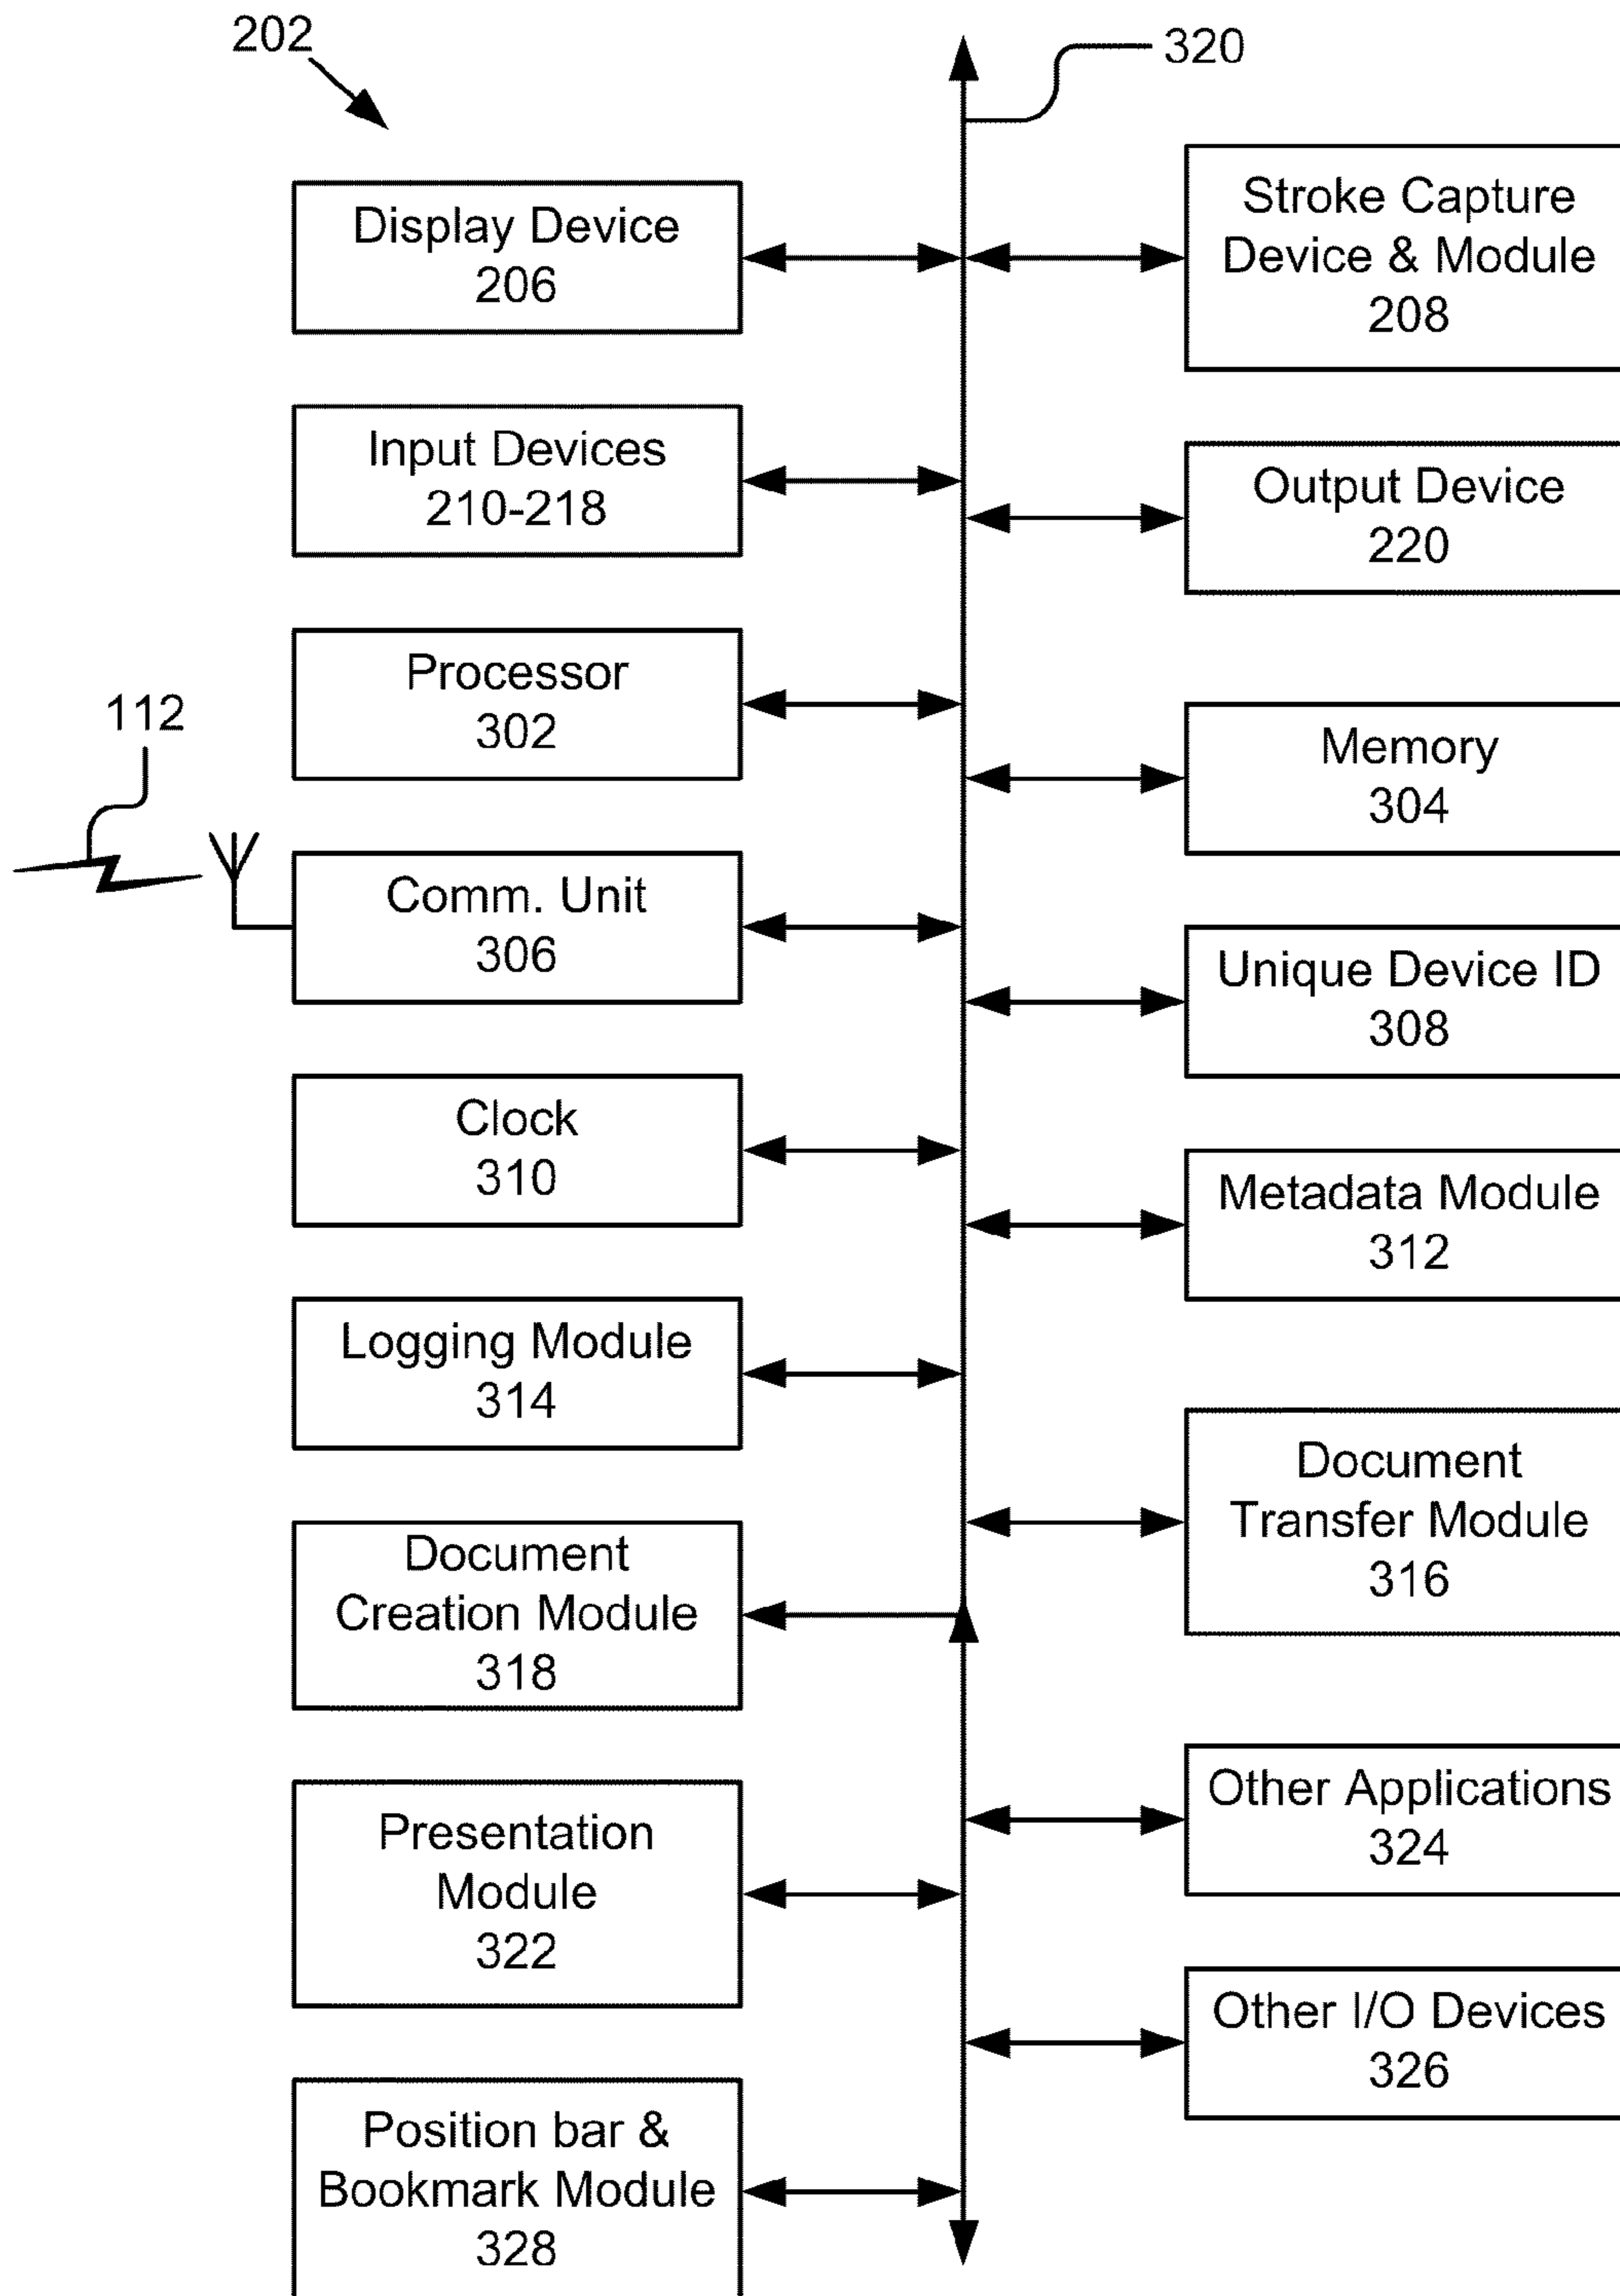 202
320
Display Device
206
Stroke Capture
Device & Module
208
Input Devices
210-218
Output Device
220
Processor
302
112
Memory
304
Comm. Unit
306
Unique Device ID
308
Clock
310
Metadata Module
312
Logging Module
314
Document
Transfer Module
316
Document
Creation Module
318
Other Applications
324
Presentation
Module
322
Other I/O Devices
326
Position bar &
Bookmark Module
328